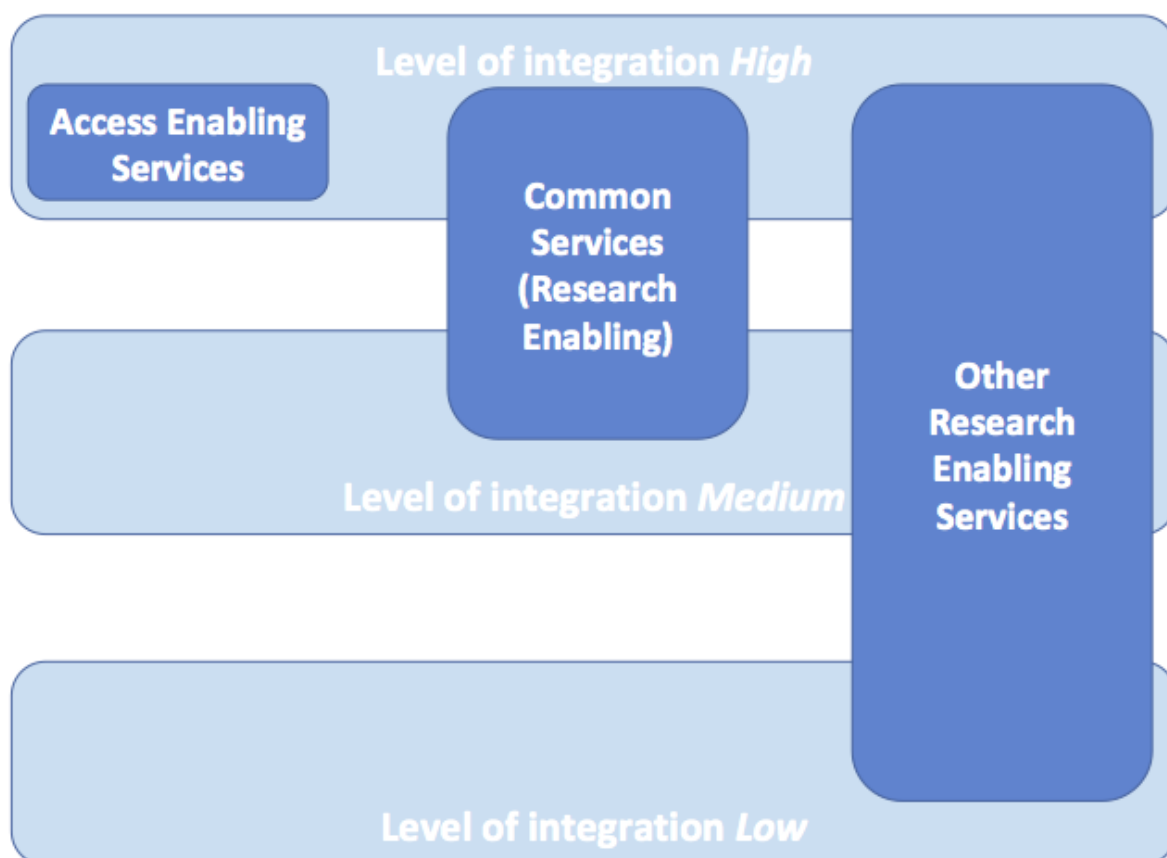 Level of integration High
Access Enabling
Services
Common
Services
(Research
Enabling)
Other
Research
Enabling
Services
Level of integration Medium
Level of integration Low